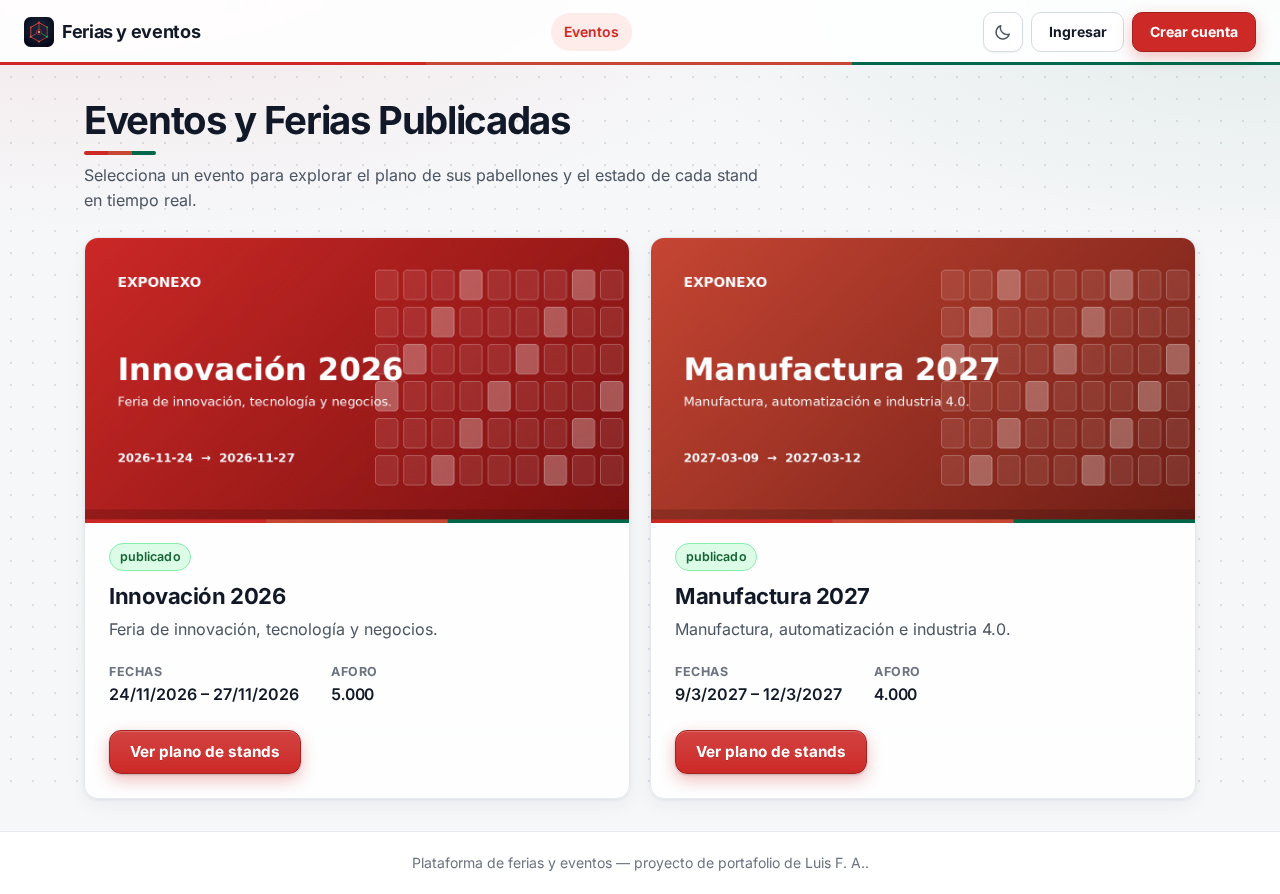 Ferias y eventos
Eventos
Ingresar
Crear cuenta
Eventos y Ferias Publicadas
Selecciona un evento para explorar el plano de sus pabellones y el estado de cada stand
en tiempo real.
EXPONEXO
Innovación 2026
Feria de innovación, tecnología y negocios.
2026-11-24 → 2026-11-27
publicado
Innovación 2026
Feria de innovación, tecnología y negocios.
FECHAS
AFORO
24/11/2026 – 27/11/2026
5.000
Ver plano de stands
EXPONEXO
Manufactura 2027
Manufactura, automatización e industria 4.0.
2027-03-09 → 2027-03-12
publicado
Manufactura 2027
Manufactura, automatización e industria 4.0.
FECHAS
AFORO
9/3/2027 – 12/3/2027
4.000
Ver plano de stands
Plataforma de ferias y eventos — proyecto de portafolio de Luis F. A..